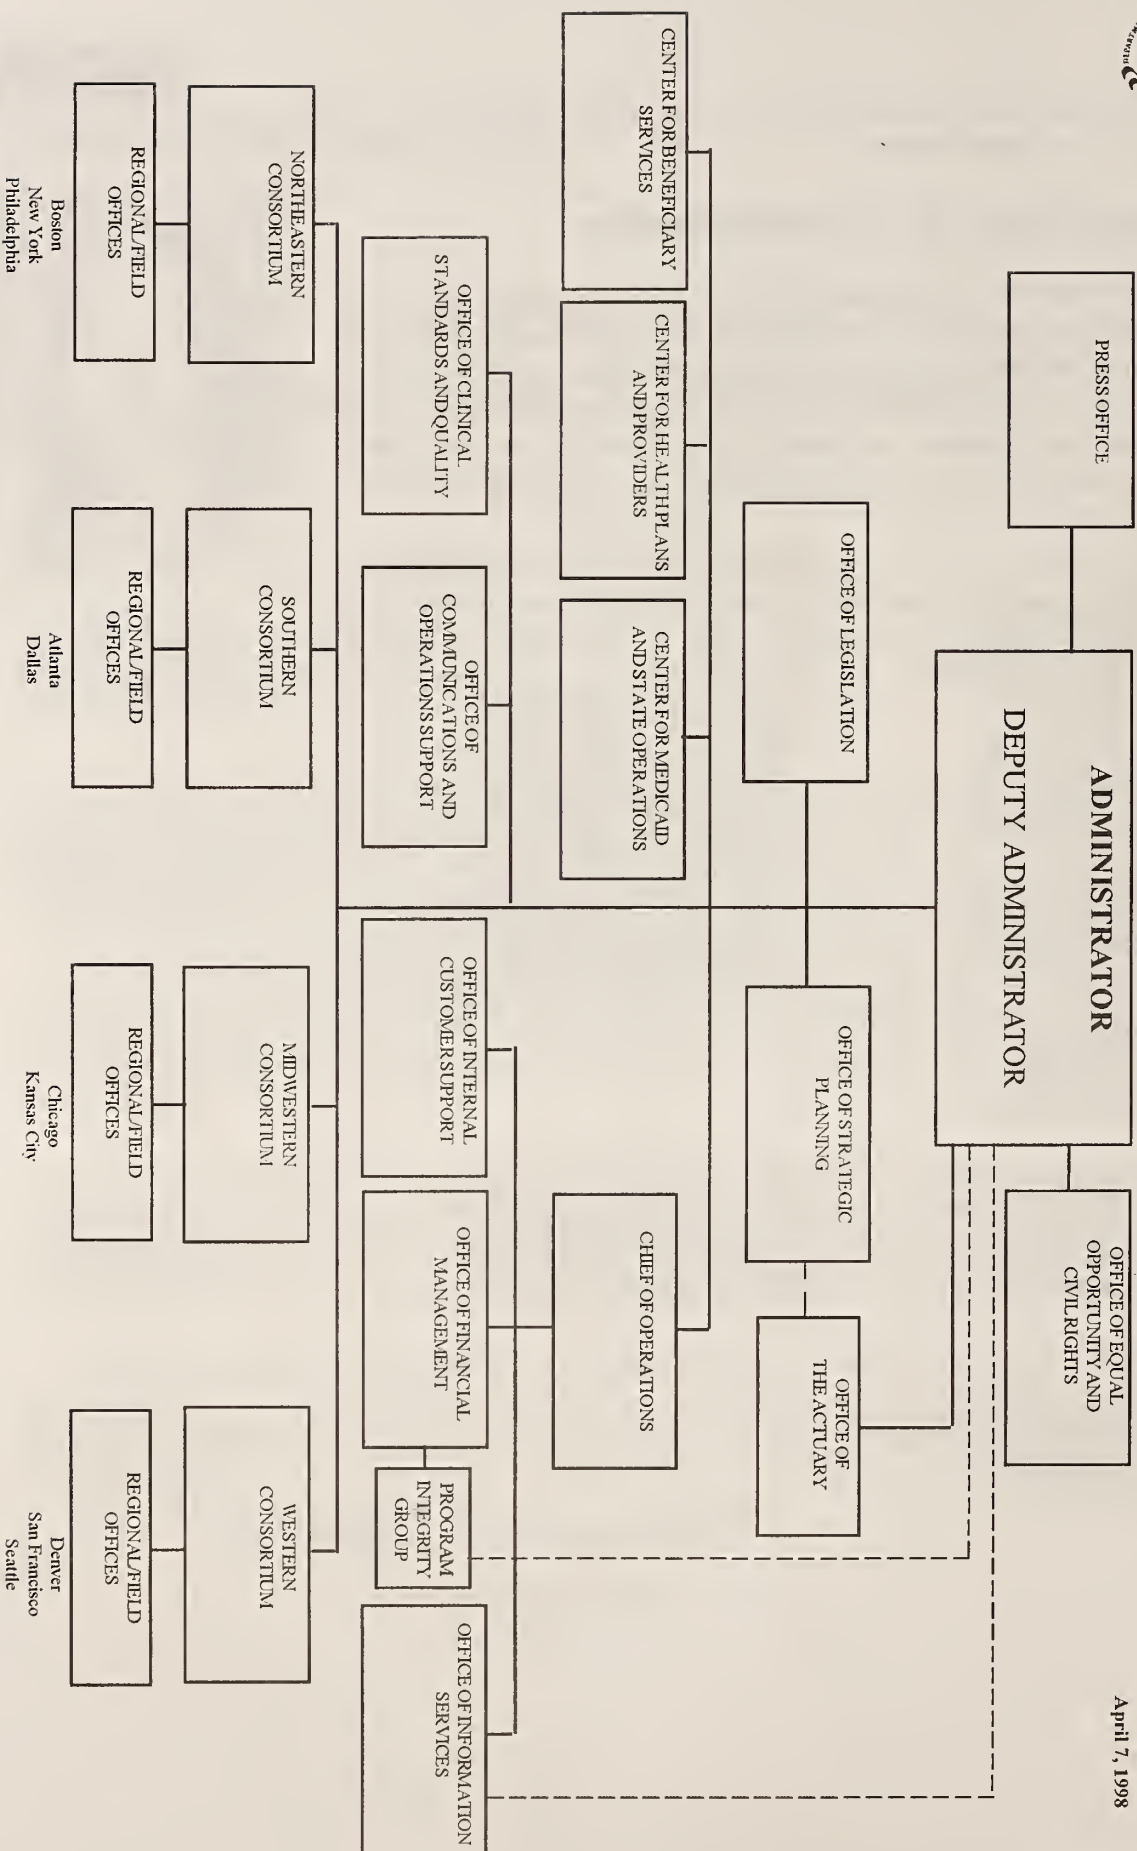 April 7, 1998
PRESS OFFICE
ADMINISTRATOR
DEPUTY ADMINISTRATOR
OFFICE OF EQUAL
OPPORTUNITY AND
CIVIL RIGHTS
OFFICE OF LEGISLATION
OFFICE OF STRATEGIC
PLANNING
OFFICE OF
THE ACTUARY
CENTER FOR BENEFICIARY
SERVICES
CENTER FOR HEALTH PLANS
AND PROVIDERS
CENTER FOR MEDICAID
AND STATE OPERATIONS
CHIEF OF OPERATIONS
OFFICE OF CLINICAL
STANDARDS AND QUALITY
OFFICE OF
COMMUNICATIONS AND
OPERATIONS SUPPORT
OFFICE OF INTERNAL
CUSTOMER SUPPORT
OFFICE OF FINANCIAL
MANAGEMENT
PROGRAM
INTEGRITY
GROUP
OFFICE OF INFORMATION
SERVICES
NORTHEASTERN
CONSORTIUM
SOUTHERN
CONSORTIUM
MIDWESTERN
CONSORTIUM
WESTERN
CONSORTIUM
REGIONAL/FIELD
OFFICES
REGIONAL/FIELD
OFFICES
REGIONAL/FIELD
OFFICES
REGIONAL/FIELD
OFFICES
Boston
New York
Philadelphia
Atlanta
Dallas
Chicago
Kansas City
Denver
San Francisco
Seattle